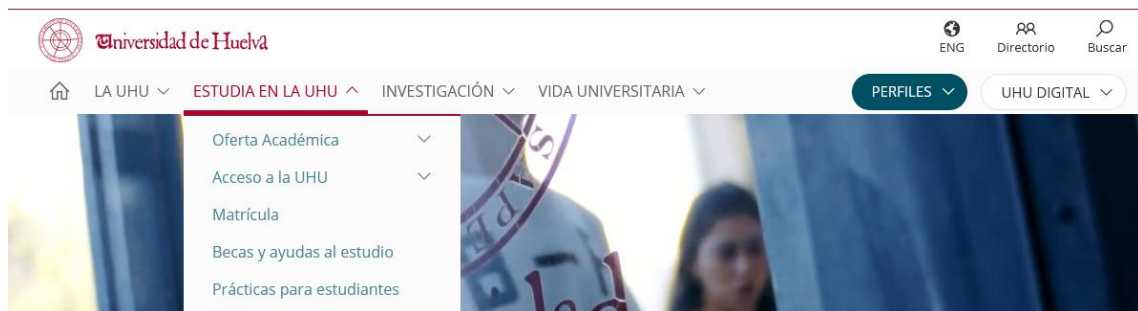 Universidad de Huelva
ENG
Directorio
Buscar
LA UHU
ESTUDIA EN LA UHU
INVESTIGACIÓN
VIDA UNIVERSITARIA
PERFILES
UHU DIGITAL
Oferta Académica
Acceso a la UHU
Matrícula
Becas y ayudas al estudio
Prácticas para estudiantes